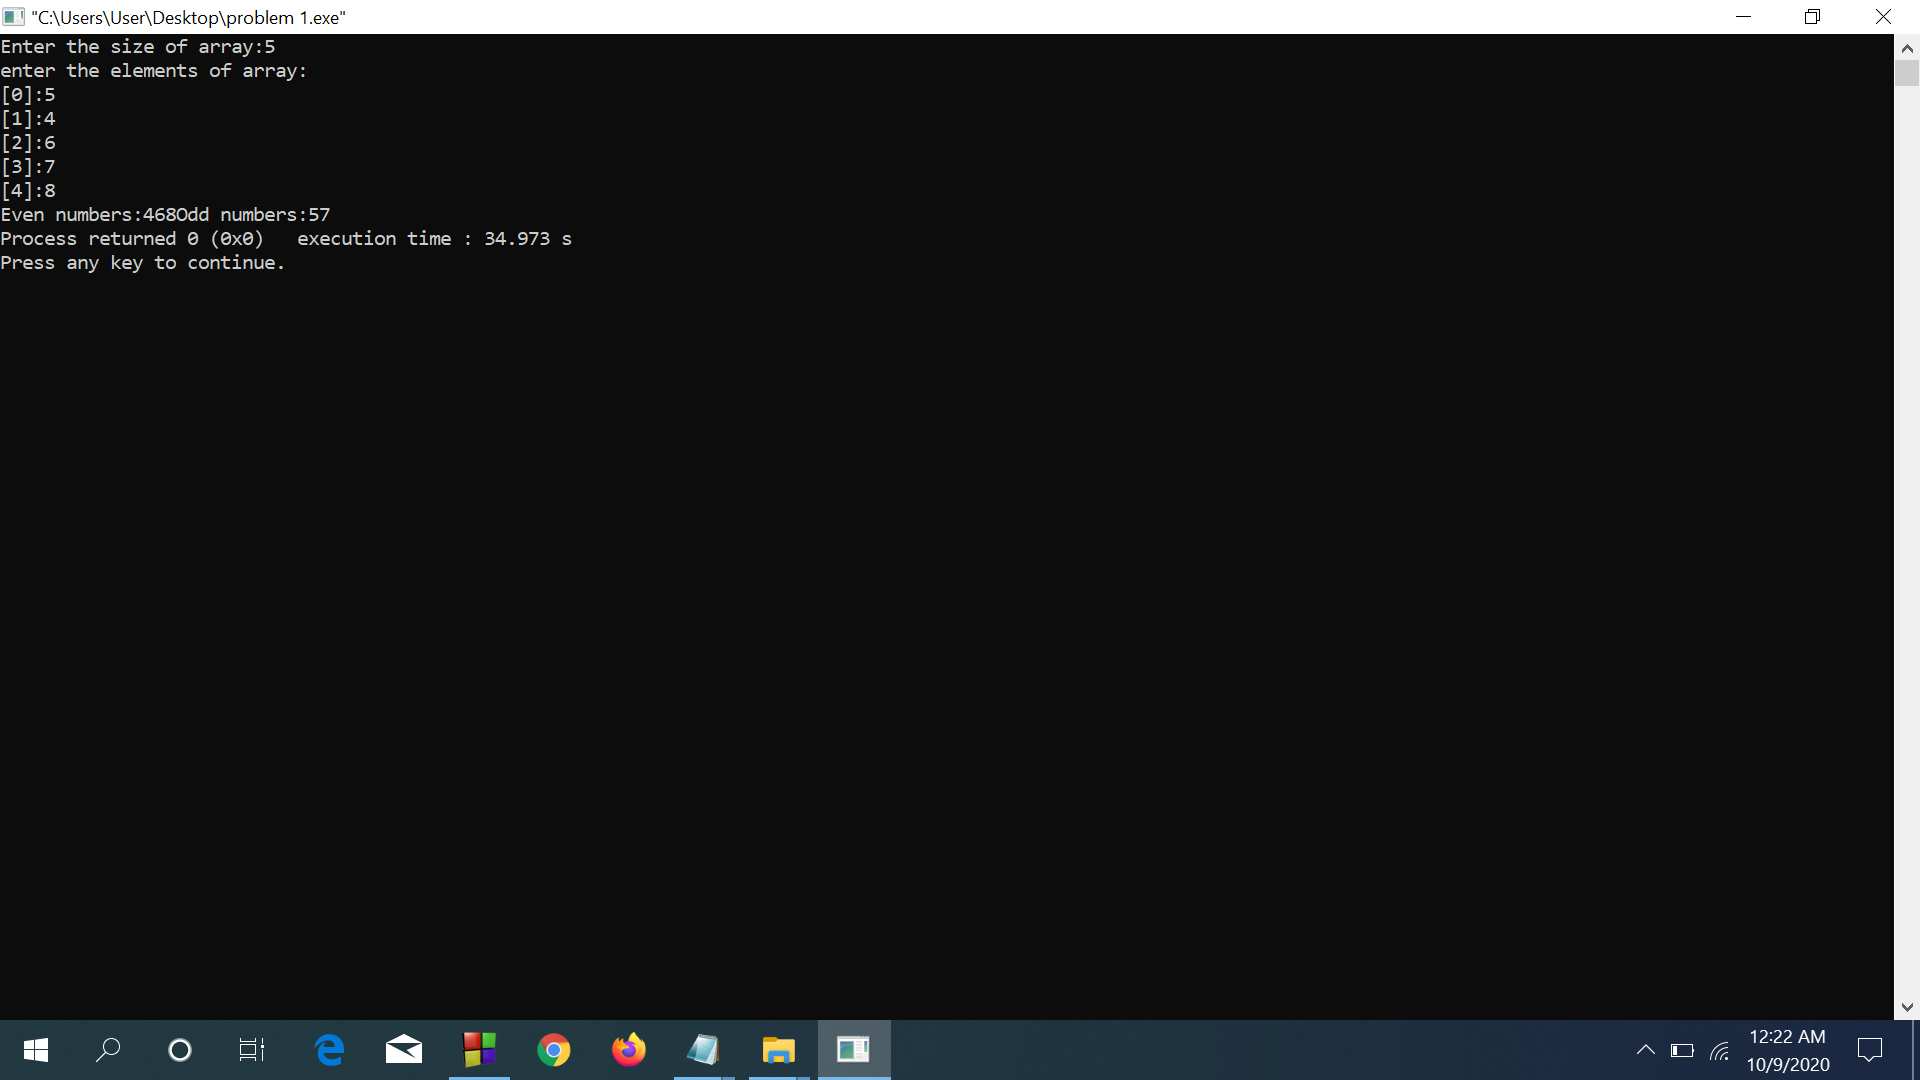 "C:\Users\User\Desktop\problem 1.exe"
Enter the size of array:5
enter the elements of array:
[0]:5
[1]:4
[2]:6
[3]:7
[4]:8
Even numbers:468Odd numbers:57
Process returned 0 (0x0)   execution time : 34.973 s
Press any key to continue.
12:22 AM
10/9/2020